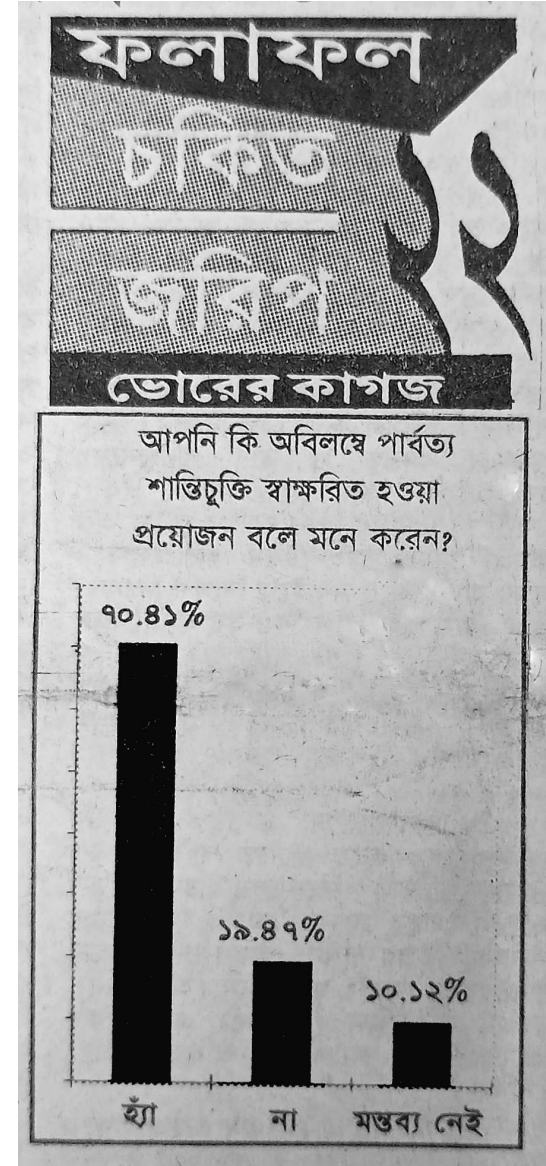 ফলাফল
চকিত
জরিপ
২২
ভোরের কাগজ
আপনি কি অবিলম্বে পার্বত্য
শান্তিচুক্তি স্বাক্ষরিত হওয়া
প্রয়োজন বলে মনে করেন?
৭০.৪১%
১৯.৪৭%
১০.১২%
হ্যাঁ না মন্তব্য নেই